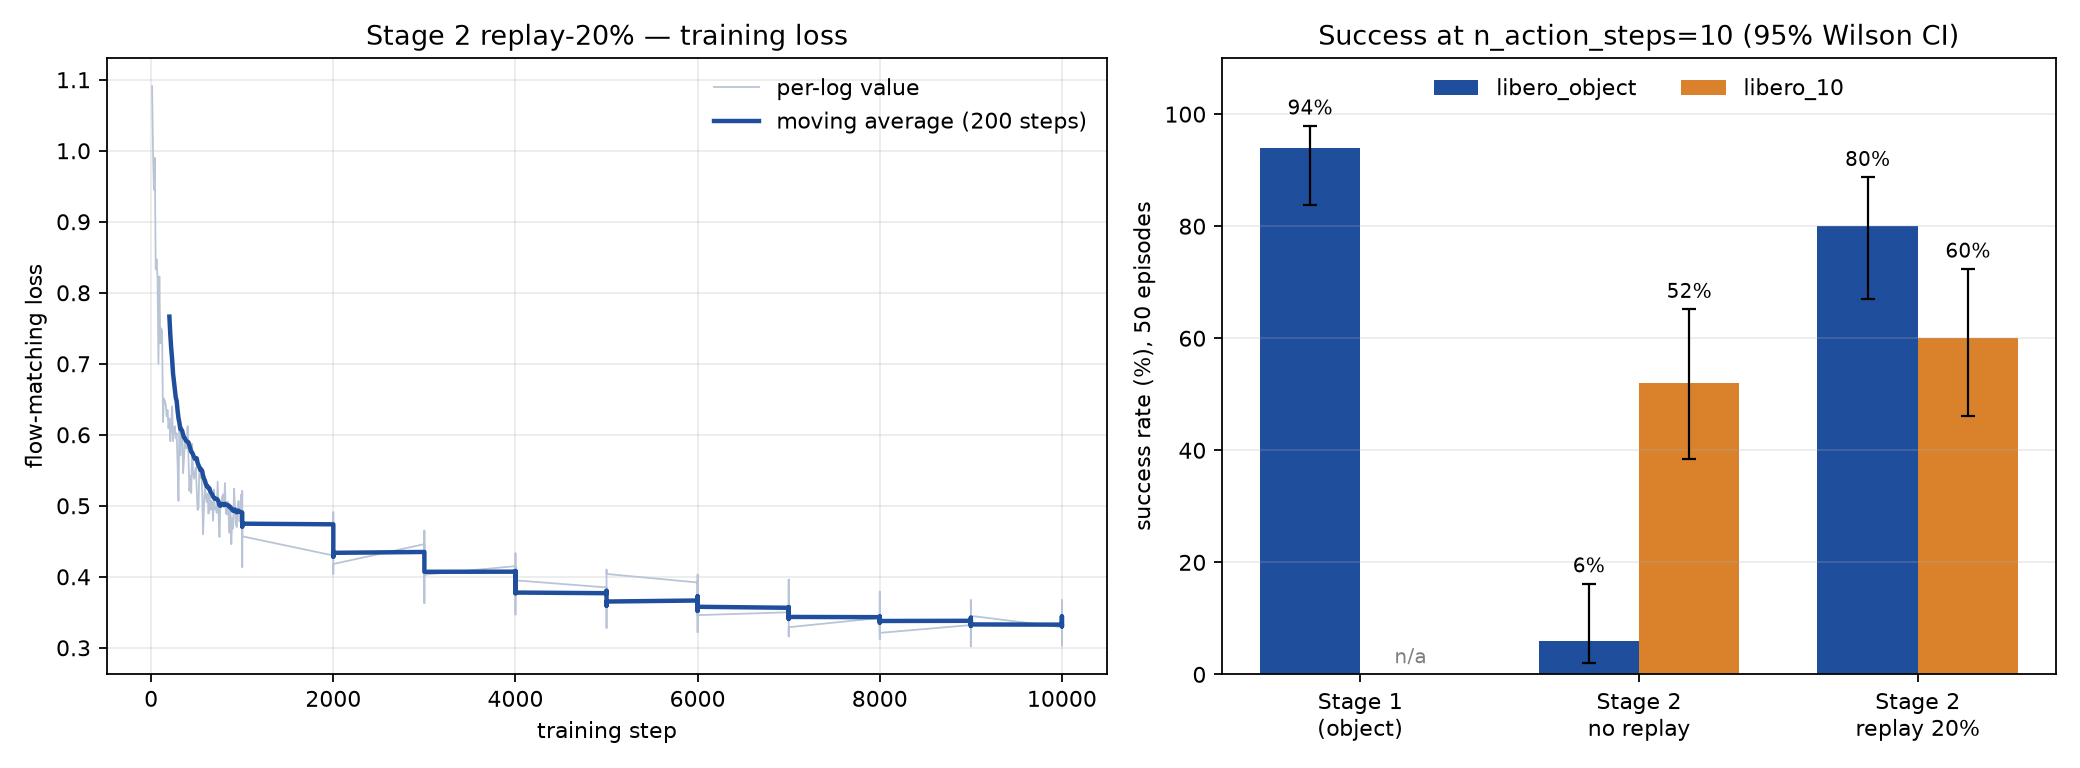 Stage 2 replay-20% — training loss
per-log value
moving average (200 steps)
1.1
1.0
0.9
0.8
0.7
0.6
0.5
0.4
0.3
flow-matching loss
0
2000
4000
6000
8000
10000
training step
Success at n_action_steps=10 (95% Wilson CI)
libero_object
libero_10
100
80
60
40
20
0
success rate (%), 50 episodes
94%
n/a
6%
52%
80%
60%
Stage 1
(object)
Stage 2
no replay
Stage 2
replay 20%